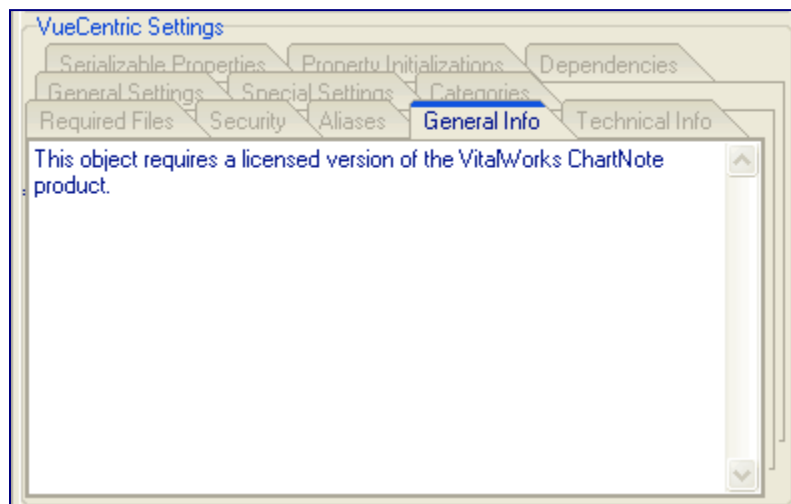 VueCentric Settings
Serializable Properties Property Initializations Dependencies
General Settings Special Settings Categories
Required Files Security Aliases General Info Technical Info
This object requires a licensed version of the VitalWorks ChartNote
product.